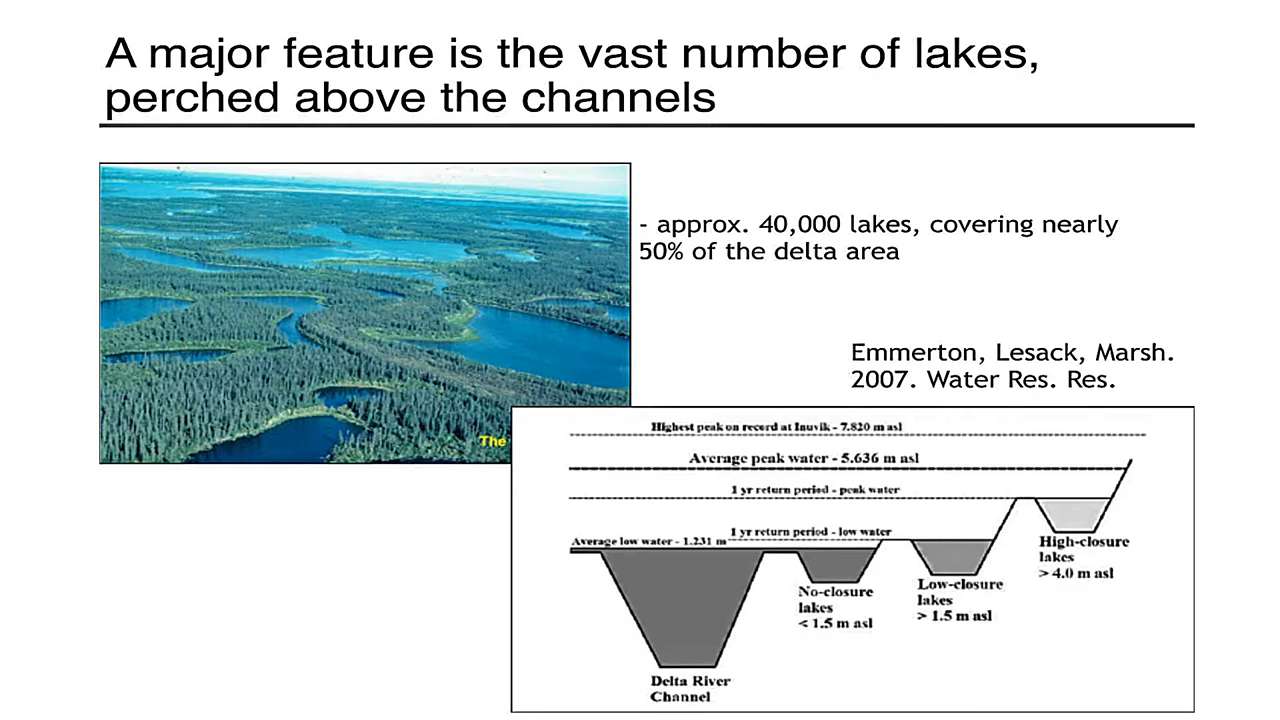 A major feature is the vast number of lakes,
perched above the channels
- approx. 40,000 lakes, covering nearly
50% of the delta area
Emmerton, Lesack, Marsh.
2007. Water Res. Res.
The
Highest peak on record at Inuvik - 7.820 m asl
Average peak water - 5.636 m asl
1 yr return period - peak water
1 yr return period - low water
Average low water - 1.231 m
High-closure
lakes
> 4.0 m asl
Low-closure
lakes
> 1.5 m asl
No-closure
lakes
< 1.5 m asl
Delta River
Channel